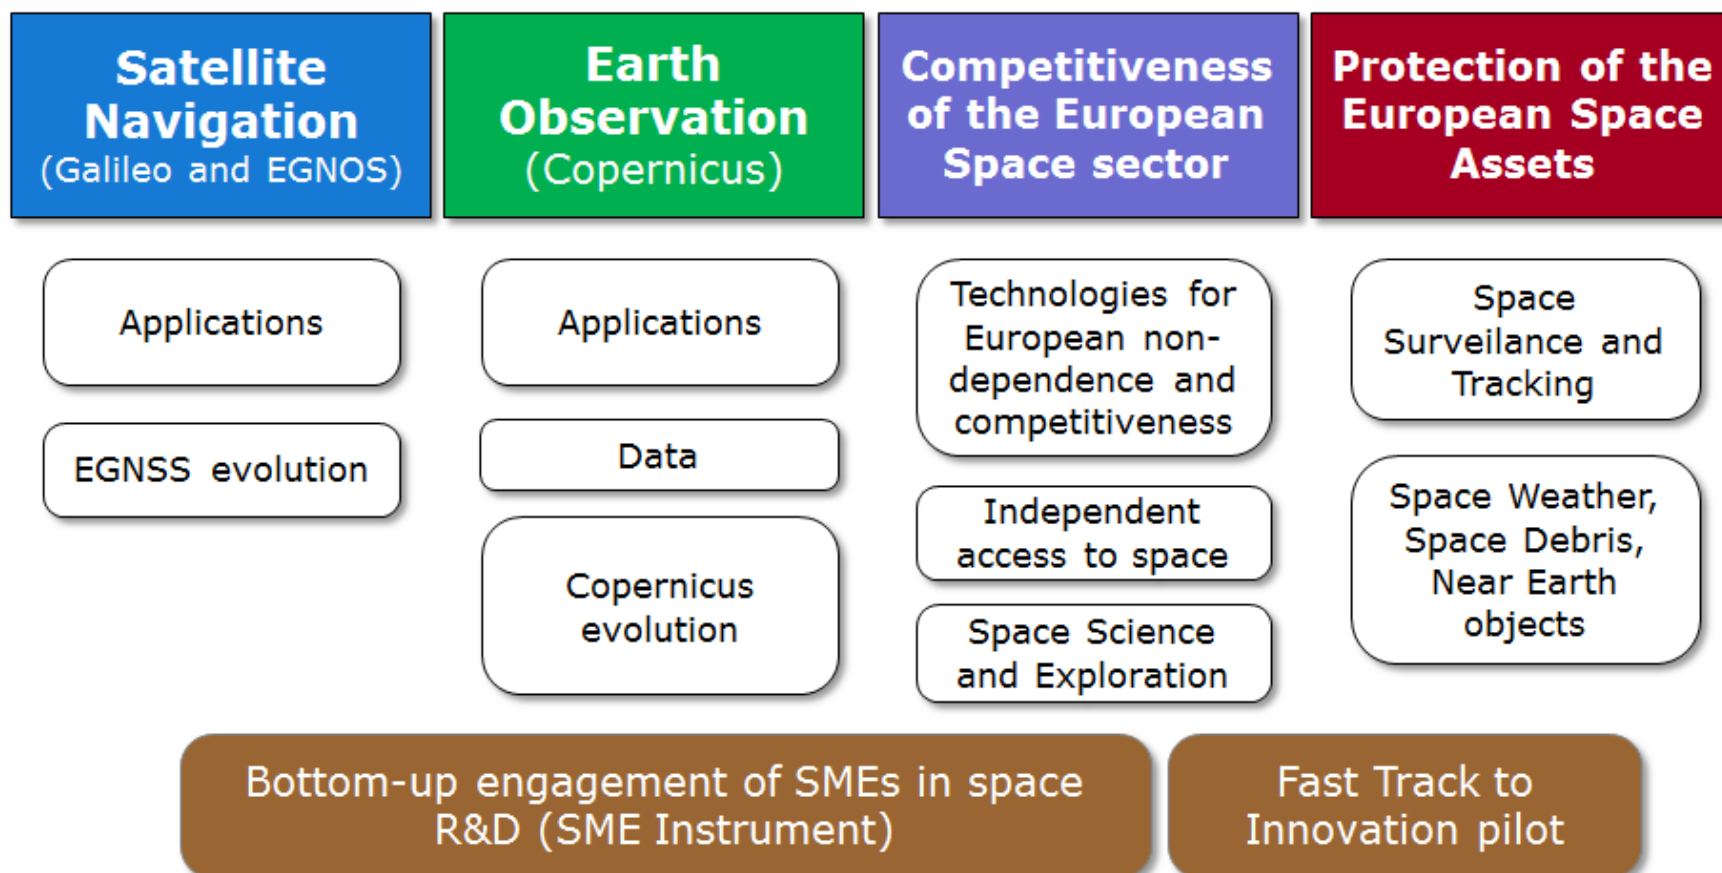 Satellite
Navigation
(Galileo and EGNOS)
Applications
EGNSS evolution
Earth
Observation
(Copernicus)
Applications
Data
Copernicus
evolution
Competitiveness
of the European
Space sector
Technologies for
European non-
dependence and
competitiveness
Independent
access to space
Space Science
and Exploration
Protection of the
European Space
Assets
Space
Surveilance and
Tracking
Space Weather,
Space Debris,
Near Earth
objects
Bottom-up engagement of SMEs in space
R&D (SME Instrument)
Fast Track to
Innovation pilot